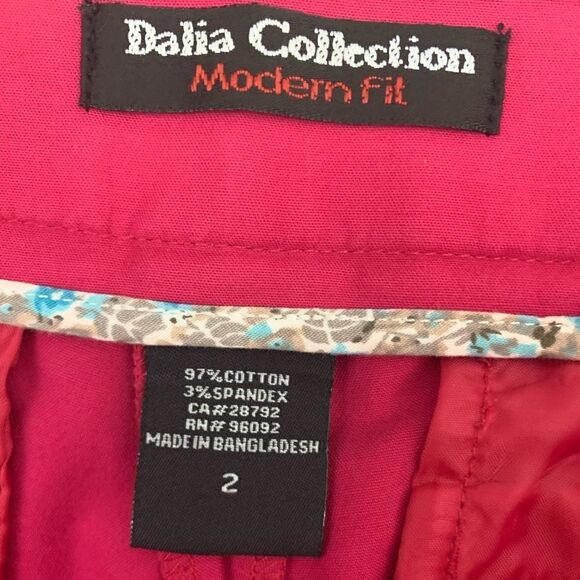 Dalia Collection
Modern Fit
97%COTTON
3%SPANDEX
CA#28792
RN#96092
MADE IN BANGLADESH
2